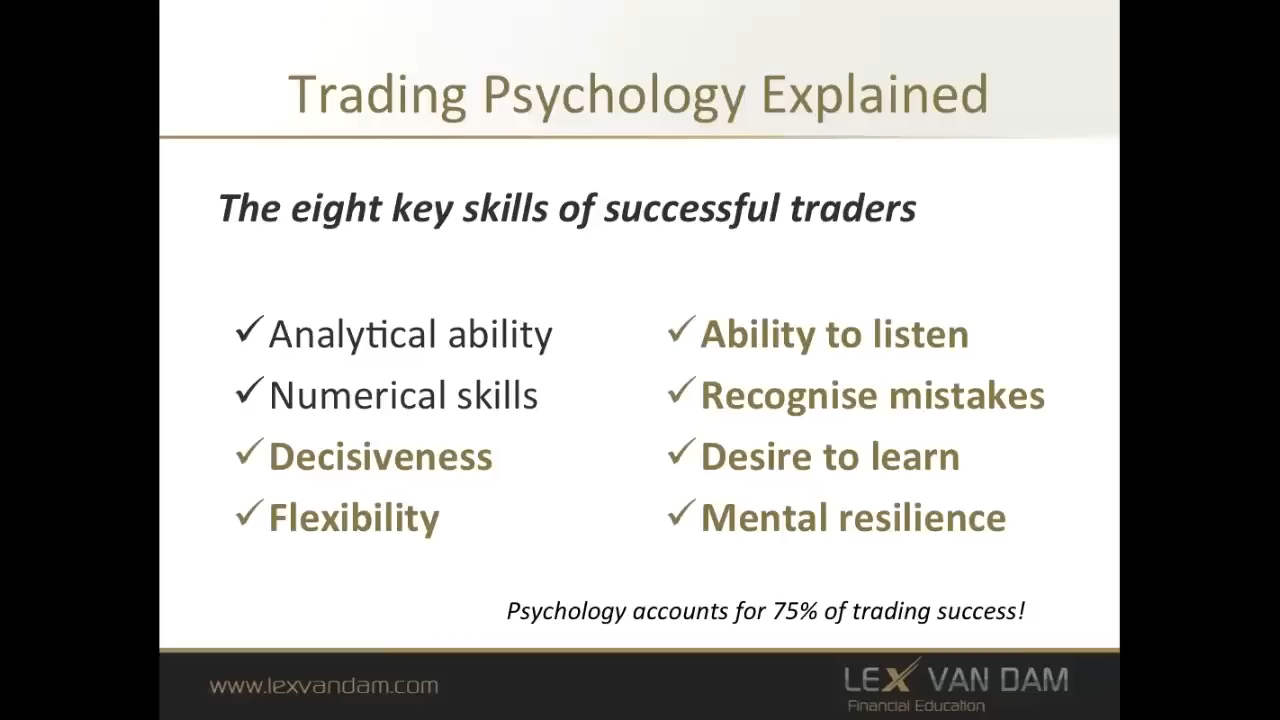 Trading Psychology Explained
The eight key skills of successful traders
✓ Analytical ability
✓ Numerical skills
✓ Decisiveness
✓ Flexibility
✓ Ability to listen
✓ Recognise mistakes
✓ Desire to learn
✓ Mental resilience
Psychology accounts for 75% of trading success!
www.lexvandam.com
LEX VAN DAM
Financial Education